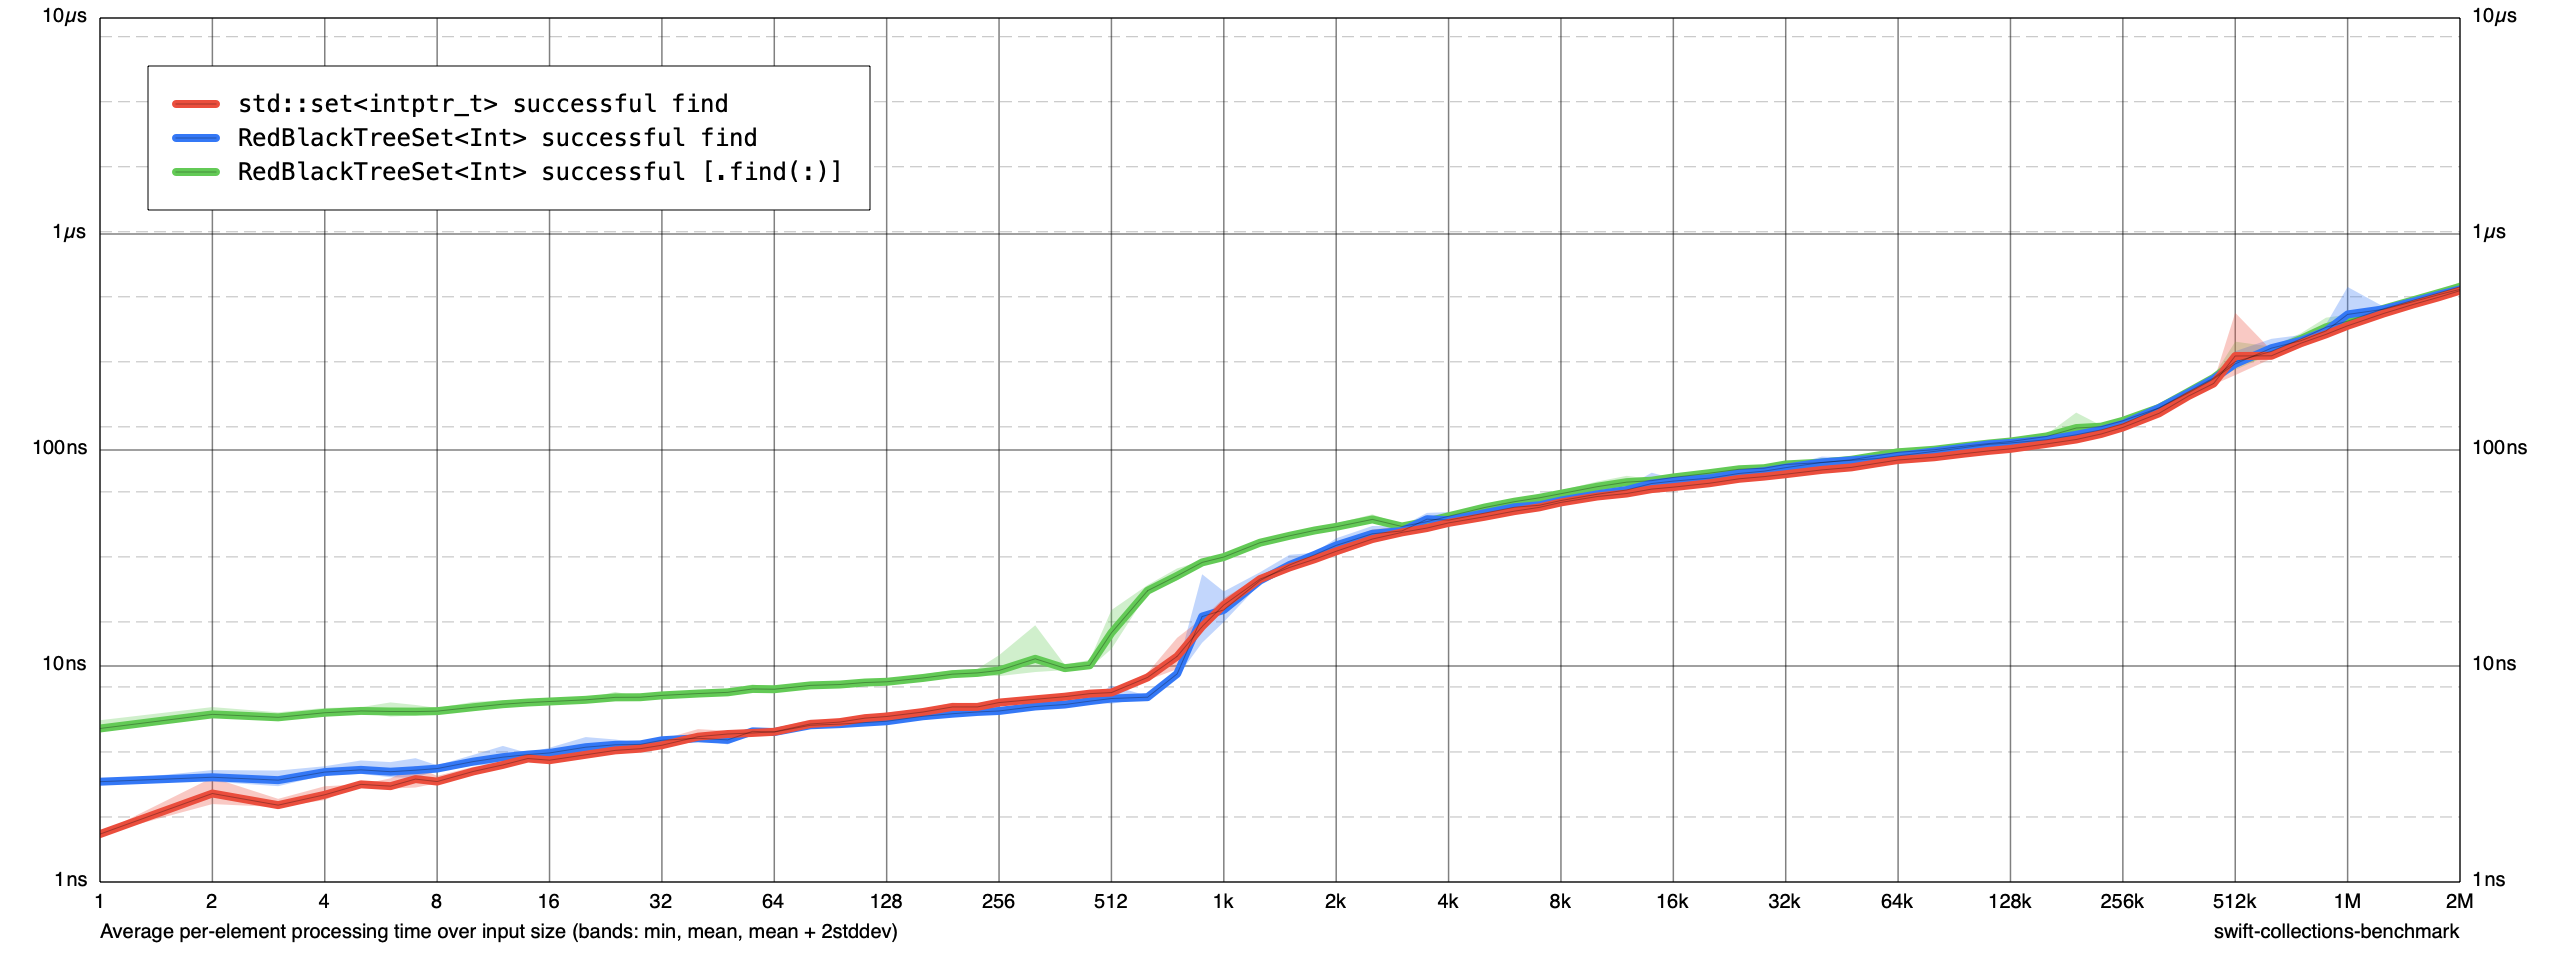 10µs 10µs
std::set<intptr_t> successful find
RedBlackTreeSet<Int> successful find
RedBlackTreeSet<Int> successful [.find(:)]
1µs 1µs
100ns 100ns
10ns 10ns
1ns 1ns
1 2 4 8 16 32 64 128 256 512 1k 2k 4k 8k 16k 32k 64k 128k 256k 512k 1M 2M
Average per-element processing time over input size (bands: min, mean, mean + 2stddev) swift-collections-benchmark